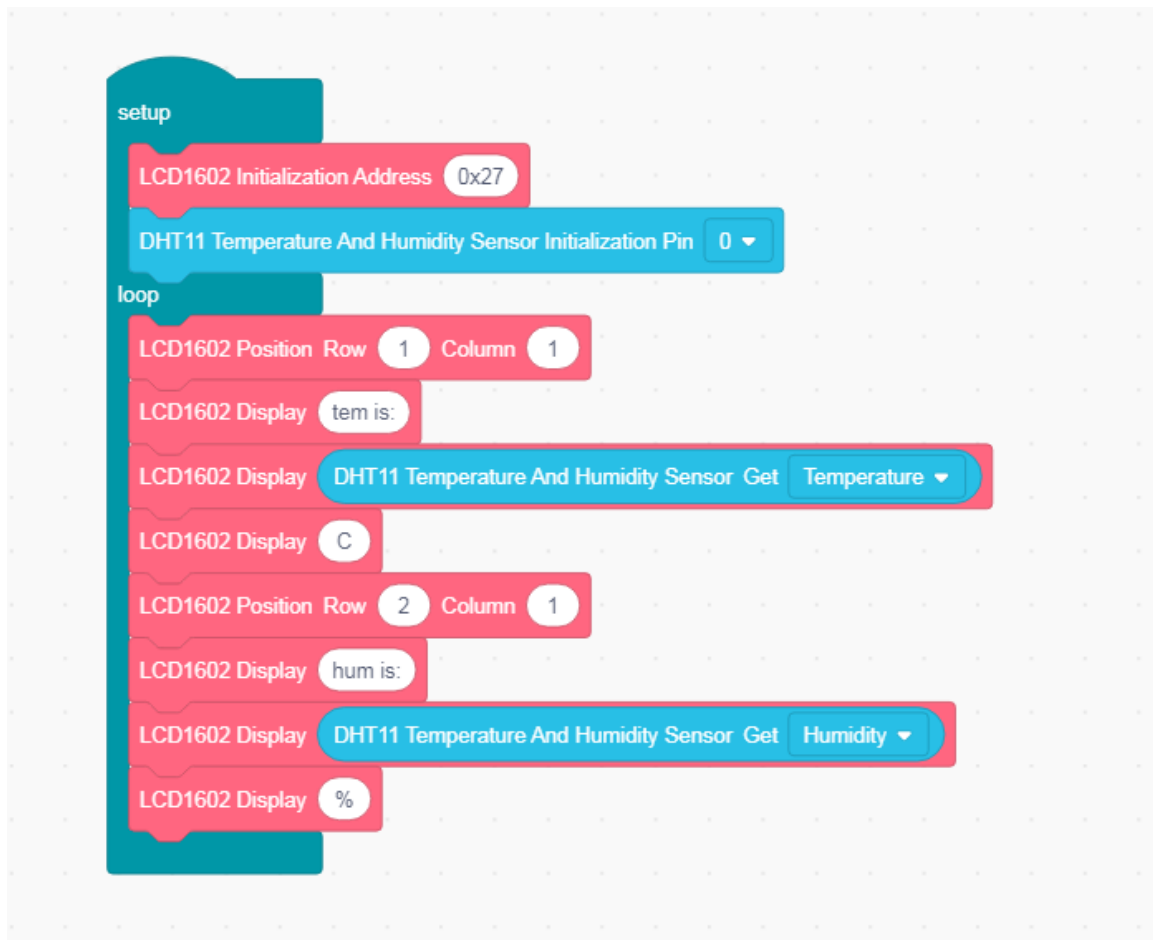 setup
LCD1602 Initialization Address 0x27
DHT11 Temperature And Humidity Sensor Initialization Pin 0
loop
LCD1602 Position Row 1 Column 1
LCD1602 Display tem is:
LCD1602 Display DHT11 Temperature And Humidity Sensor Get Temperature
LCD1602 Display C
LCD1602 Position Row 2 Column 1
LCD1602 Display hum is:
LCD1602 Display DHT11 Temperature And Humidity Sensor Get Humidity
LCD1602 Display %